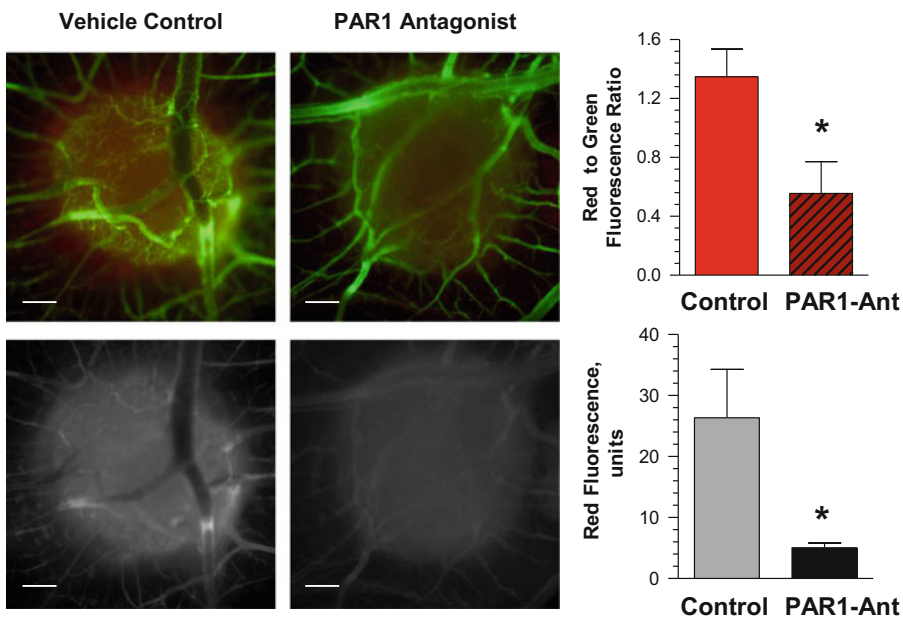 Vehicle Control
PAR1 Antagonist
Red to Green
Fluorescence Ratio
1.6
1.2
0.8
0.4
0.0
*
Control PAR1-Ant
Red Fluorescence,
units
40
30
20
10
0
*
Control PAR1-Ant